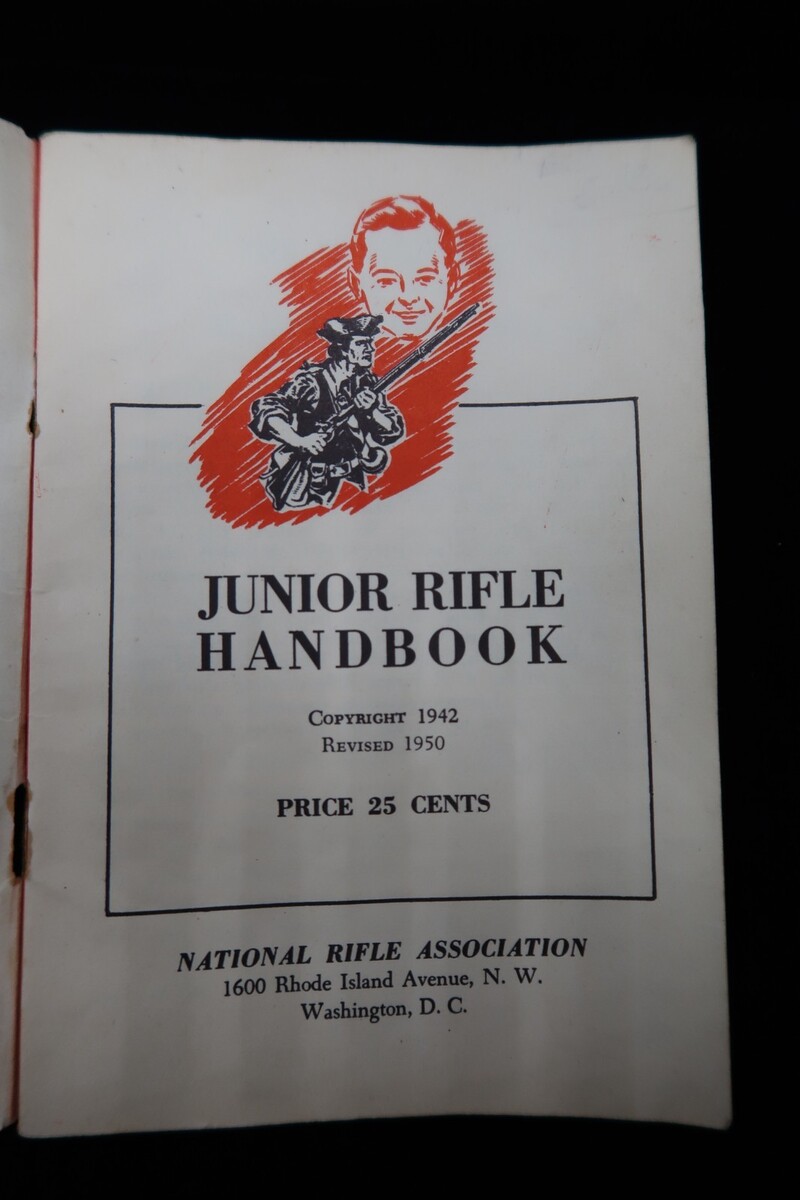 JUNIOR RIFLE
HANDBOOK
COPYRIGHT 1942
REVISED 1950
PRICE 25 CENTS
NATIONAL RIFLE ASSOCIATION
1600 Rhode Island Avenue, N. W.
Washington, D. C.